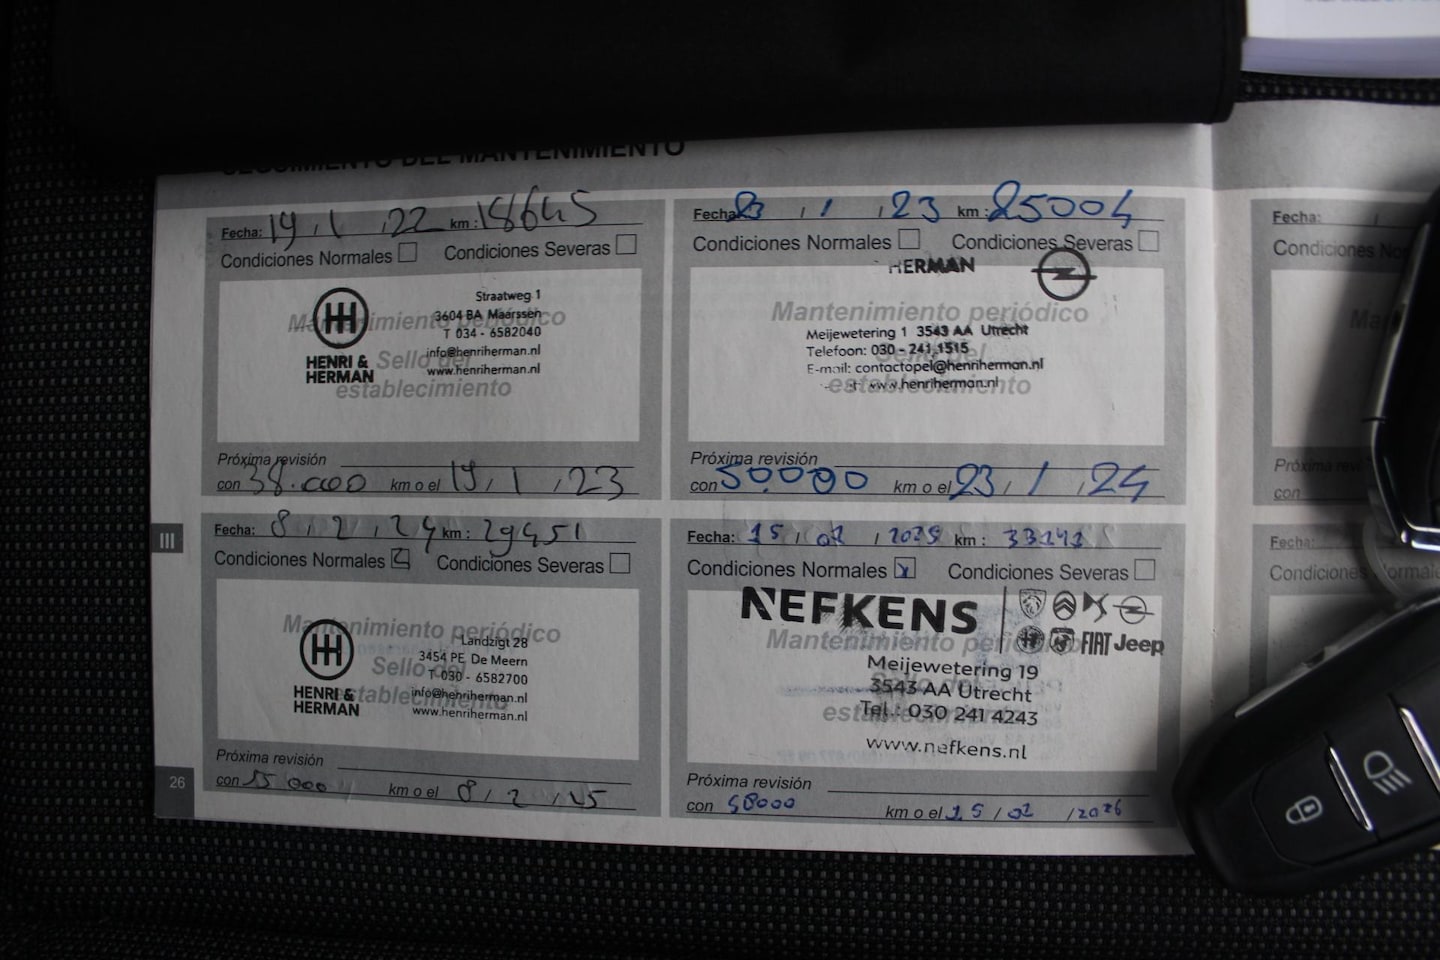 SEGUIMIENTO DEL MANTENIMIENTO
Fecha: 19 / 1 / 22 km : 18645
Condiciones Normales Condiciones Severas
Mantenimiento periódico
Sello del
establecimiento
HENRI &
HERMAN
Straatweg 1
3604 BA Maarssen
T 034 - 6582040
info@henriherman.nl
www.henriherman.nl
Próxima revisión
con 38.000 km o el 19 / 1 / 23
Fecha: 23 / 1 / 23 km : 25004
Condiciones Normales Condiciones Severas
HERMAN
Mantenimiento periódico
Meijewetering 1 3543 AA Utrecht
Telefoon: 030 - 241 1515
E-mail: contactopel@henriherman.nl
www.henriherman.nl
establecimiento
Próxima revisión
con 50.000 km o el 23 / 1 / 24
Fecha: 8 / 2 / 24 km : 29451
Condiciones Normales Condiciones Severas
Mantenimiento periódico
Sello del
establecimiento
HENRI &
HERMAN
Landzigt 28
3454 PE De Meern
T 030 - 6582700
info@henriherman.nl
www.henriherman.nl
Próxima revisión
con 55 000 km o el 8 / 2 / 25
Fecha: 15 / 02 / 2025 km : 33141
Condiciones Normales Condiciones Severas
NEFKENS
FIAT Jeep
Mantenimiento periódico
Meijewetering 19
3543 AA Utrecht
Tel.: 030 241 4243
establecimiento
www.nefkens.nl
Próxima revisión
con 58000 km o el 15 / 02 / 2026
III
26
Fecha: /
Condiciones Nor
Próxima revi
con
Fecha:
Condiciones Normal